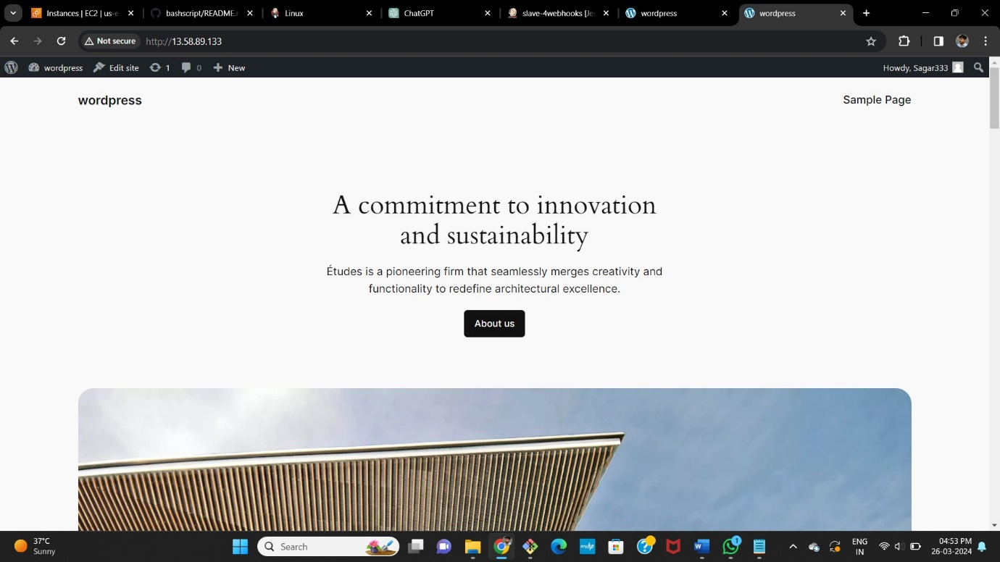 Instances | EC2 | us-e
bashscript/README.r
Linux
ChatGPT
slave-4webhooks [Je
wordpress
wordpress
Not secure
http://13.58.89.133
wordpress
Edit site
1
0
New
Howdy, Sagar333
wordpress
Sample Page
A commitment to innovation
and sustainability
Études is a pioneering firm that seamlessly merges creativity and
functionality to redefine architectural excellence.
About us
37°C
Sunny
Search
myhp
W
1
ENG
IN
04:53 PM
26-03-2024